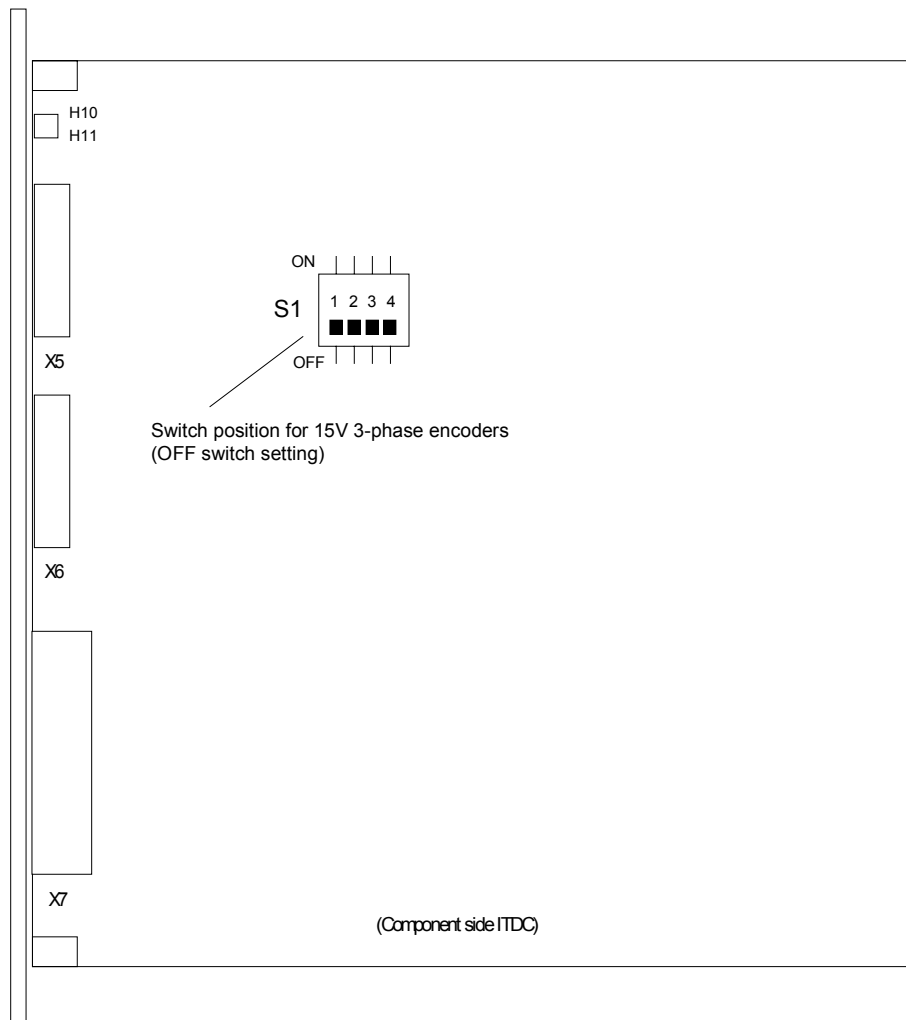 H10
H11
ON
S1
1 2 3 4
X5
OFF
Switch position for 15V 3-phase encoders
(OFF switch setting)
X6
X7
(Component side ITDC)